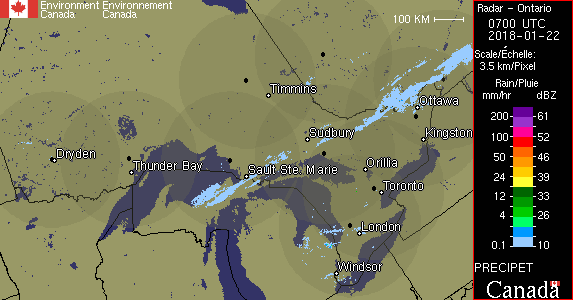 Environment Environnement
Canada Canada
100 KM
Timmins
Ottawa
Sudbury
Kingston
Dryden
Thunder Bay
Sault Ste. Marie
Orillia
Toronto
London
Windsor
Radar – Ontario
0700 UTC
2018-01-22
Scale/Échelle:
3.5 km/Pixel
Rain/Pluie
mm/hr dBZ
200 61
100 52
50 46
24 39
12 33
4 26
0.1 10
PRECIPET
Canada